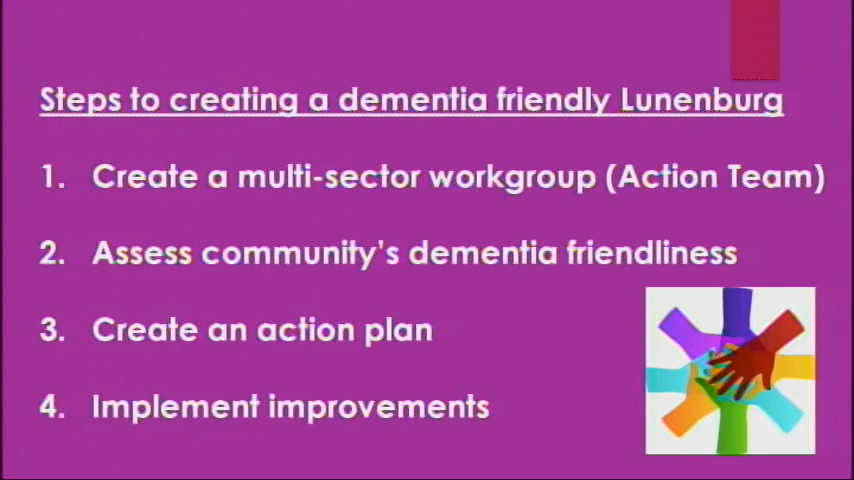 Steps to creating a dementia friendly Lunenburg
1. Create a multi-sector workgroup (Action Team)
2. Assess community's dementia friendliness
3. Create an action plan
4. Implement improvements